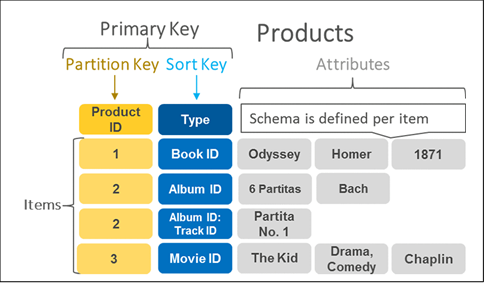 Primary Key
Products
Partition Key
Sort Key
Attributes
Product
ID
Type
Schema is defined per item
Items
1
Book ID
Odyssey
Homer
1871
2
Album ID
6 Partitas
Bach
2
Album ID:
Track ID
Partita
No. 1
3
Movie ID
The Kid
Drama,
Comedy
Chaplin